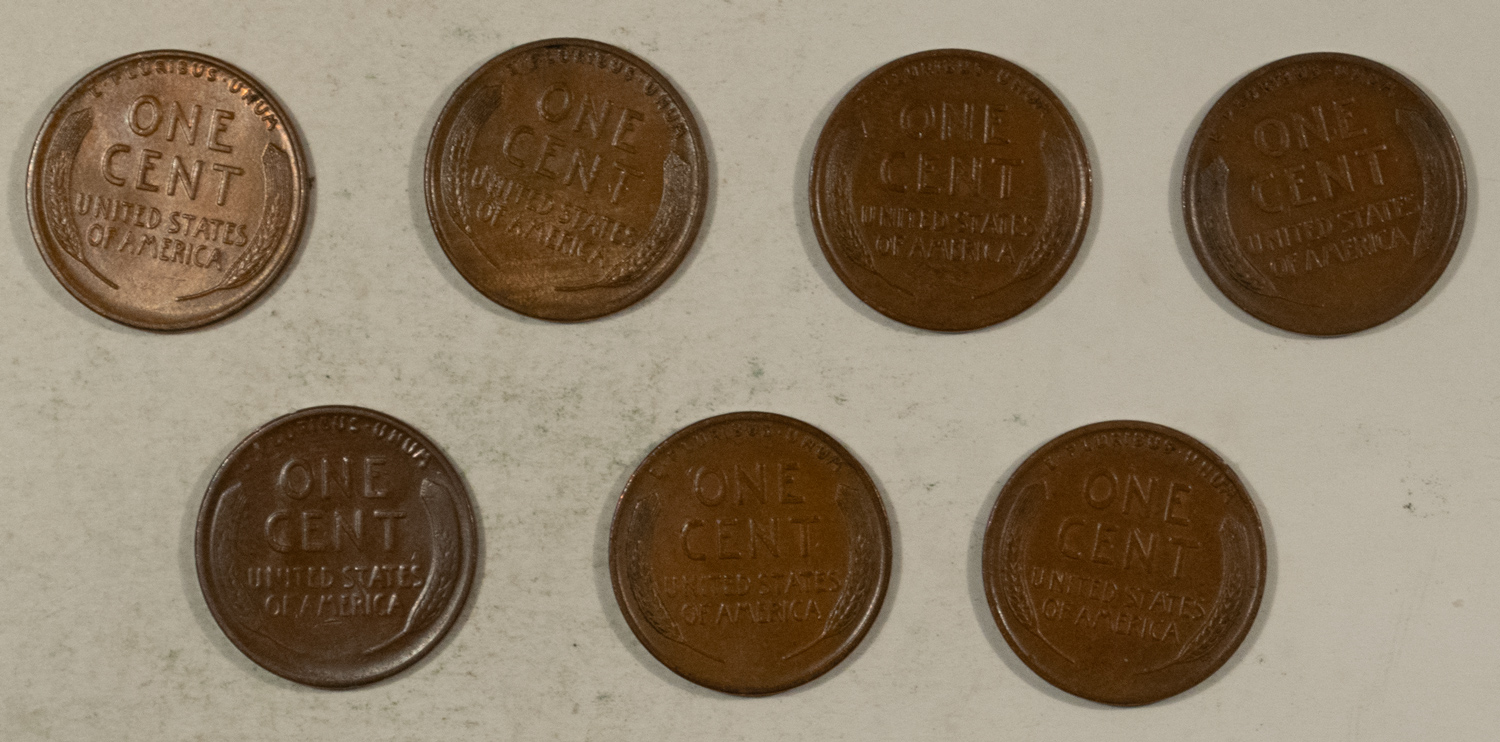 E · PLURIBUS · UNUM
ONE
CENT
UNITED STATES
OF AMERICA
E · PLURIBUS · UNUM
ONE
CENT
UNITED STATES
OF AMERICA
E · PLURIBUS · UNUM
ONE
CENT
UNITED STATES
OF AMERICA
E · PLURIBUS · UNUM
ONE
CENT
UNITED STATES
OF AMERICA
E · PLURIBUS · UNUM
ONE
CENT
UNITED STATES
OF AMERICA
E · PLURIBUS · UNUM
ONE
CENT
UNITED STATES
OF AMERICA
E · PLURIBUS · UNUM
ONE
CENT
UNITED STATES
OF AMERICA